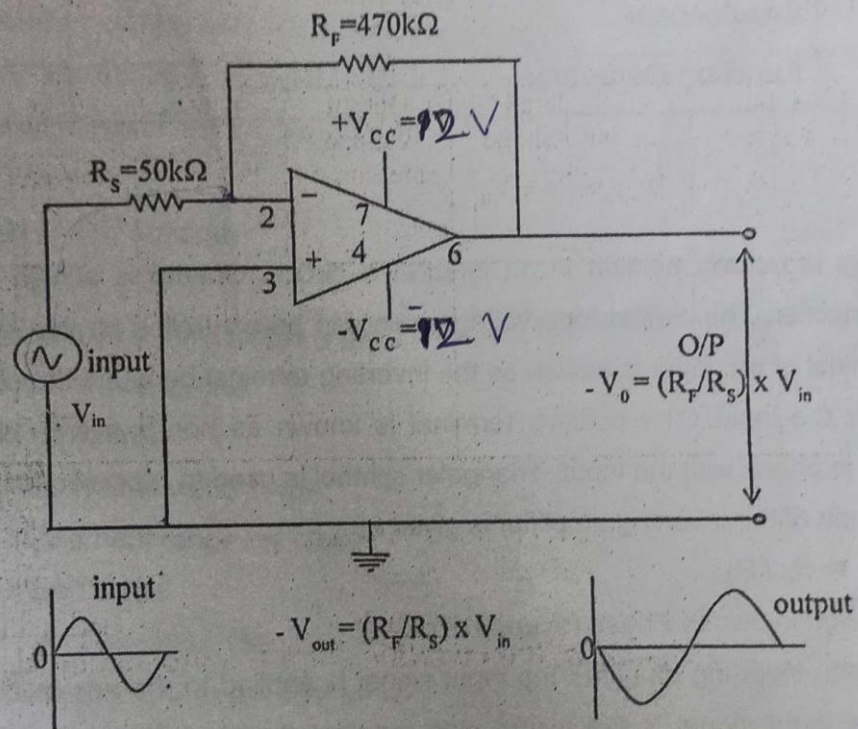 R_F=470kΩ
+V_CC=12 V
R_S=50kΩ
2
7
3
4
6
- +
-V_CC=-12 V
input
V_in
O/P
- V_0 = (R_F/R_S) x V_in
input
0
- V_out = (R_F/R_S) x V_in
output
0